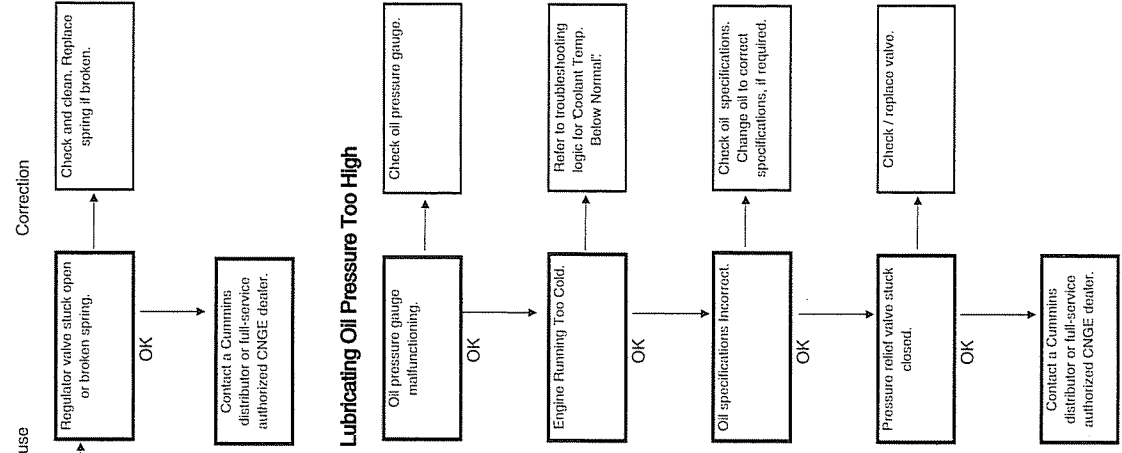 use
Correction
Regulator valve stuck open
or broken spring.
Check and clean. Replace
spring if broken.
OK
Contact a Cummins
distributor or full-service
authorized CNGE dealer.
Lubricating Oil Pressure Too High
Oil pressure gauge
malfunctioning.
Check oil pressure gauge.
OK
Engine Running Too Cold.
Refer to troubleshooting
logic for 'Coolant Temp.
Below Normal".
OK
Oil specifications Incorrect.
Check oil specifications.
Change oil to correct
specifications, if required.
OK
Pressure relief valve stuck
closed.
Check / replace valve.
OK
Contact a Cummins
distributor or full-service
authorized CNGE dealer.